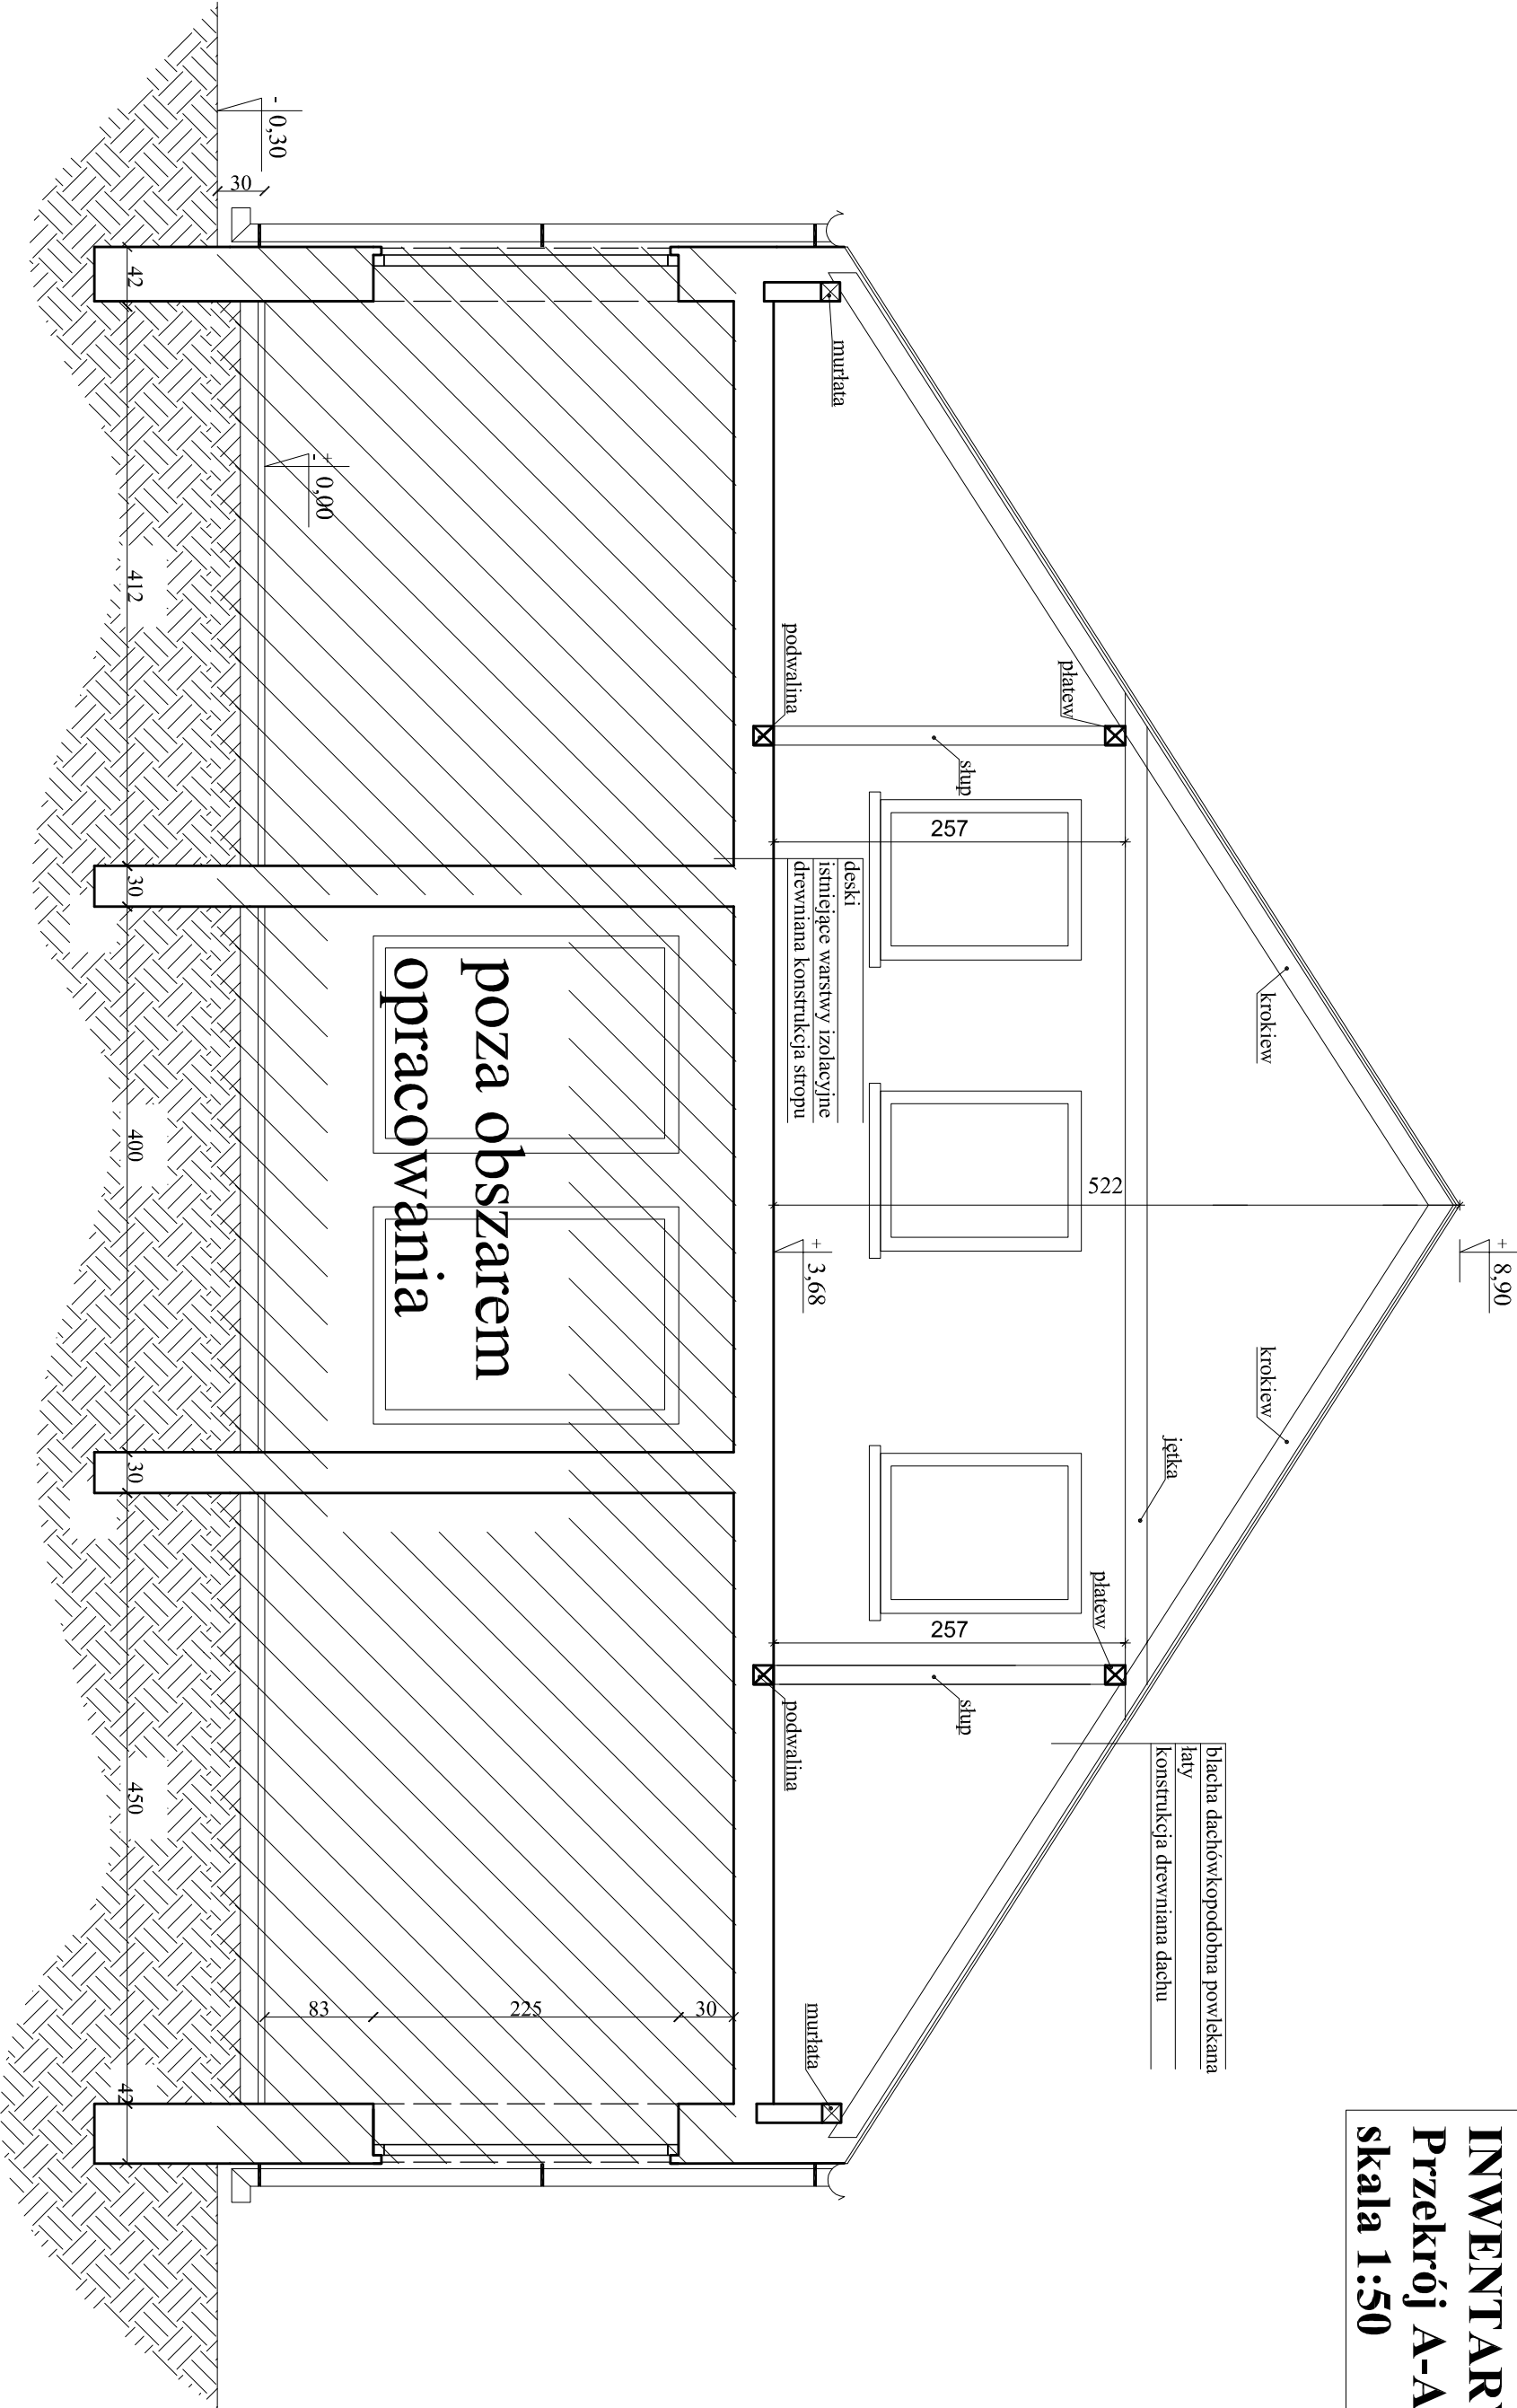 INWENTAR
Przekrój A-A
skala 1:50
+ 8,90
krokiew
krokiew
jętka
blacha dachówkopodobna powlekana
łaty
konstrukcja drewniana dachu
płatew
płatew
522
257
257
słup
słup
deski
istniejące warstwy izolacyjne
drewniana konstrukcja stropu
+ 3,68
murłata
murłata
podwalina
podwalina
30
225
83
poza obszarem
opracowania
+
- 0,00
- 0,30
30
42
412
30
400
30
450
42